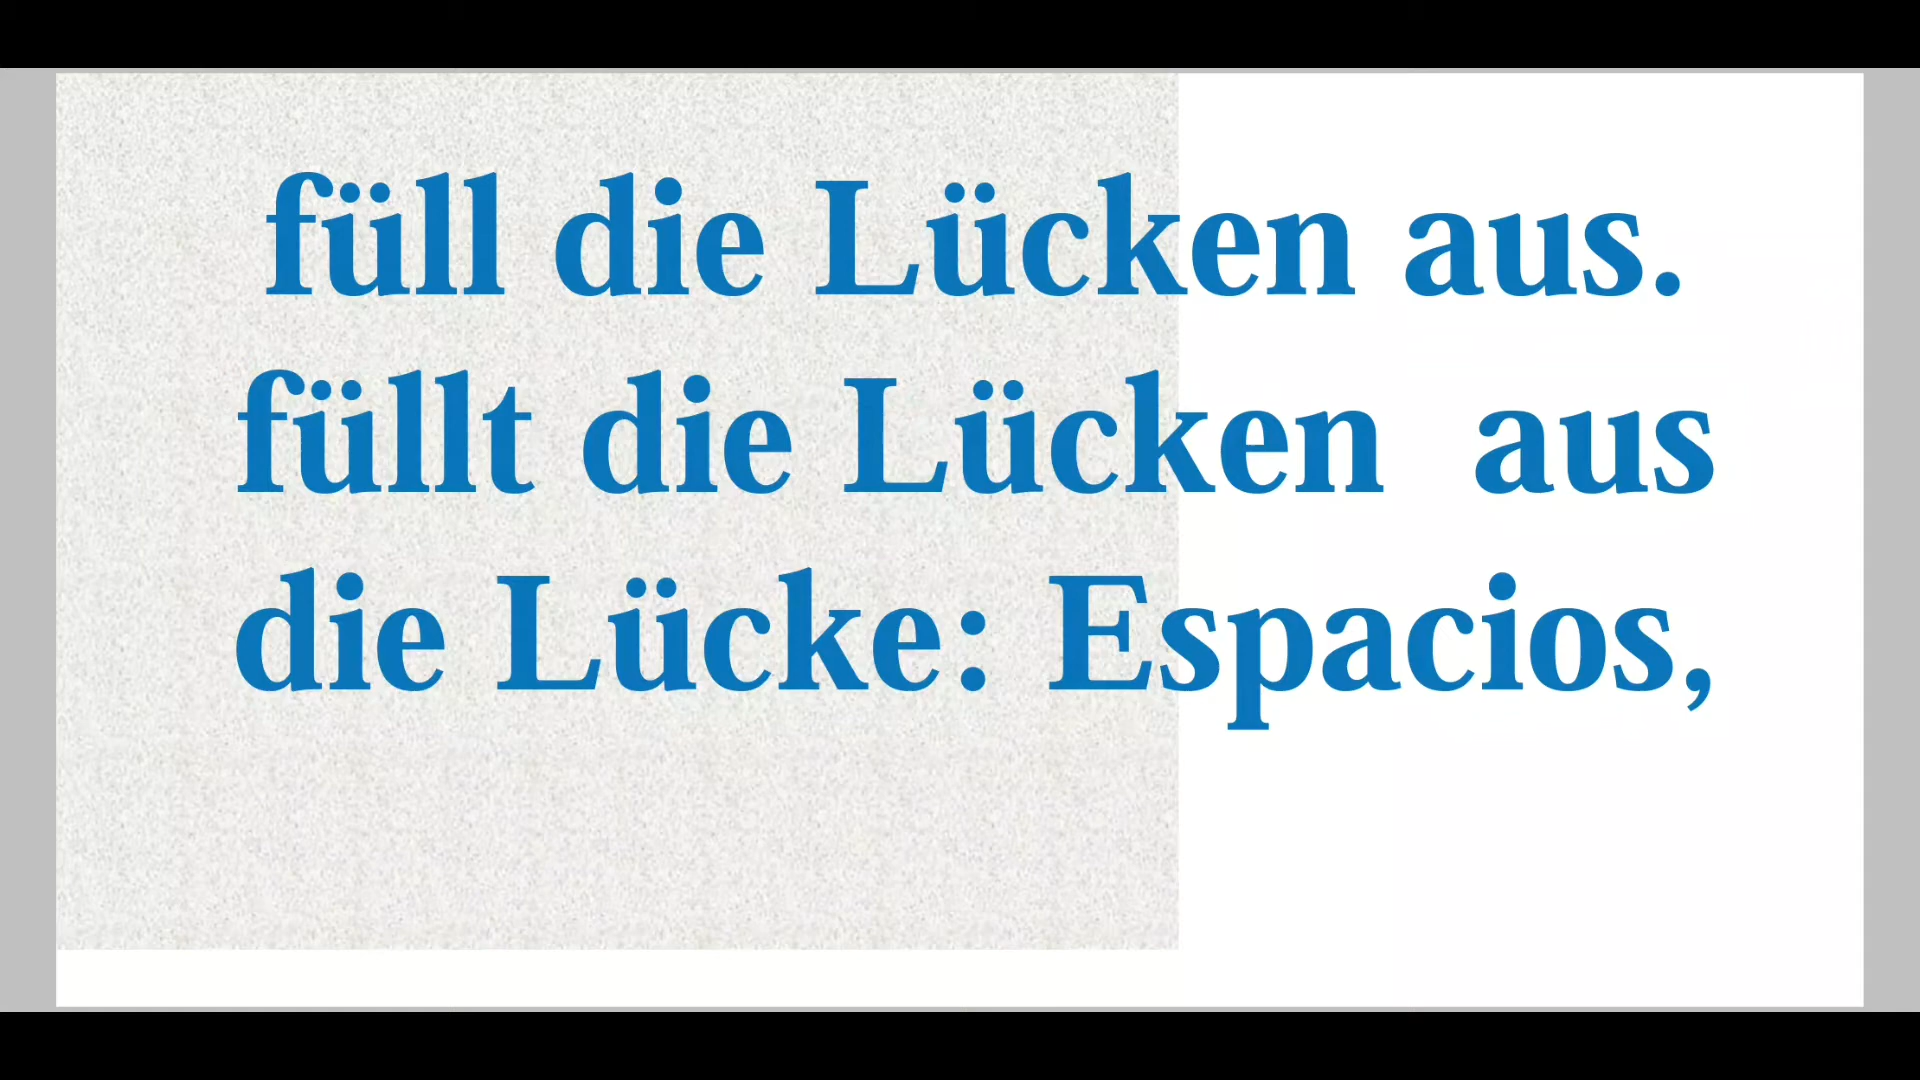 füll die Lücken aus.
füllt die Lücken aus
die Lücke: Espacios,